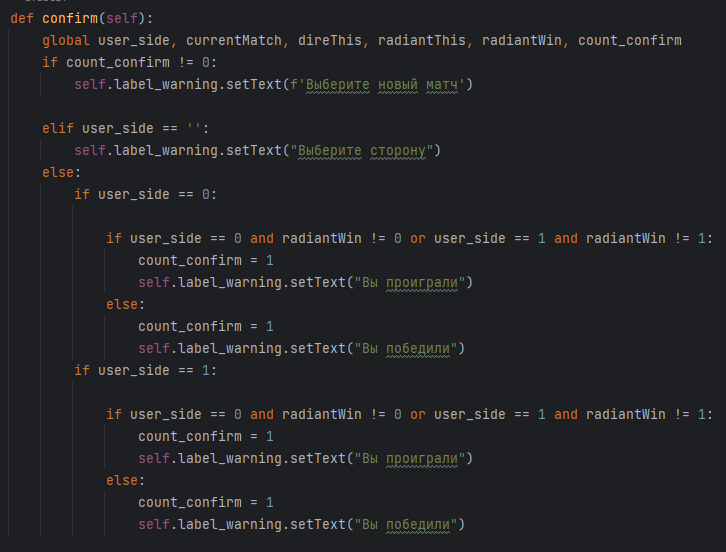 def confirm(self):
    global user_side, currentMatch, direThis, radiantThis, radiantWin, count_confirm
    if count_confirm != 0:
        self.label_warning.setText(f'Выберите новый матч')
    elif user_side == '':
        self.label_warning.setText("Выберите сторону")
    else:
        if user_side == 0:
            if user_side == 0 and radiantWin != 0 or user_side == 1 and radiantWin != 1:
                count_confirm = 1
                self.label_warning.setText("Вы проиграли")
            else:
                count_confirm = 1
                self.label_warning.setText("Вы победили")
        if user_side == 1:
            if user_side == 0 and radiantWin != 0 or user_side == 1 and radiantWin != 1:
                count_confirm = 1
                self.label_warning.setText("Вы проиграли")
            else:
                count_confirm = 1
                self.label_warning.setText("Вы победили")